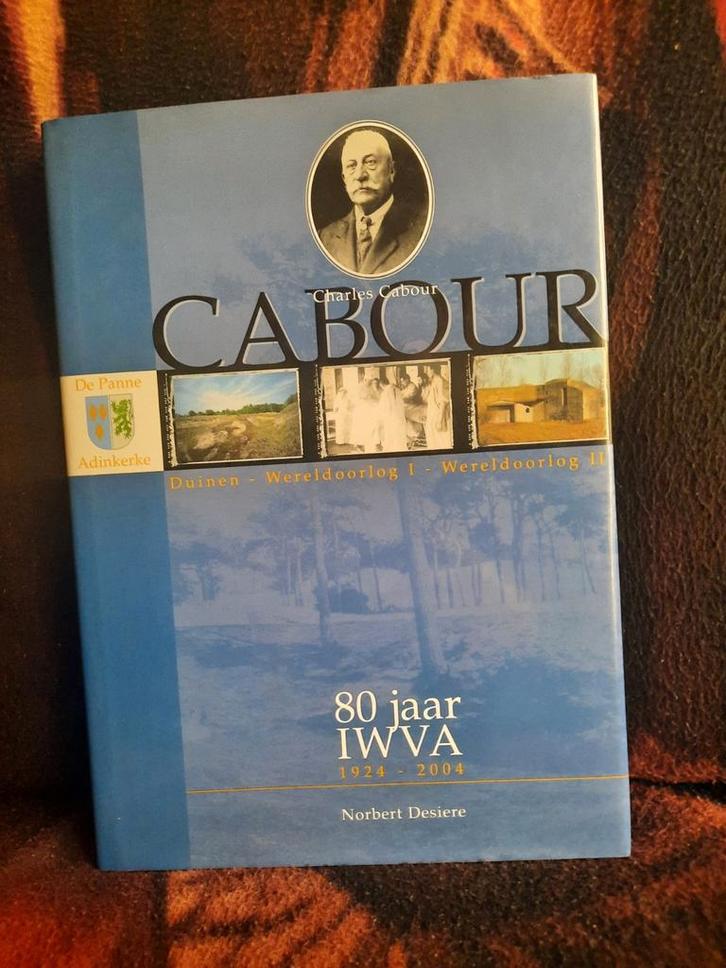 Charles Cabour
CABOUR
De Panne
Adinkerke
Duinen - Wereldoorlog I - Wereldoorlog II
80 jaar
IWVA
1924 - 2004
Norbert Desiere